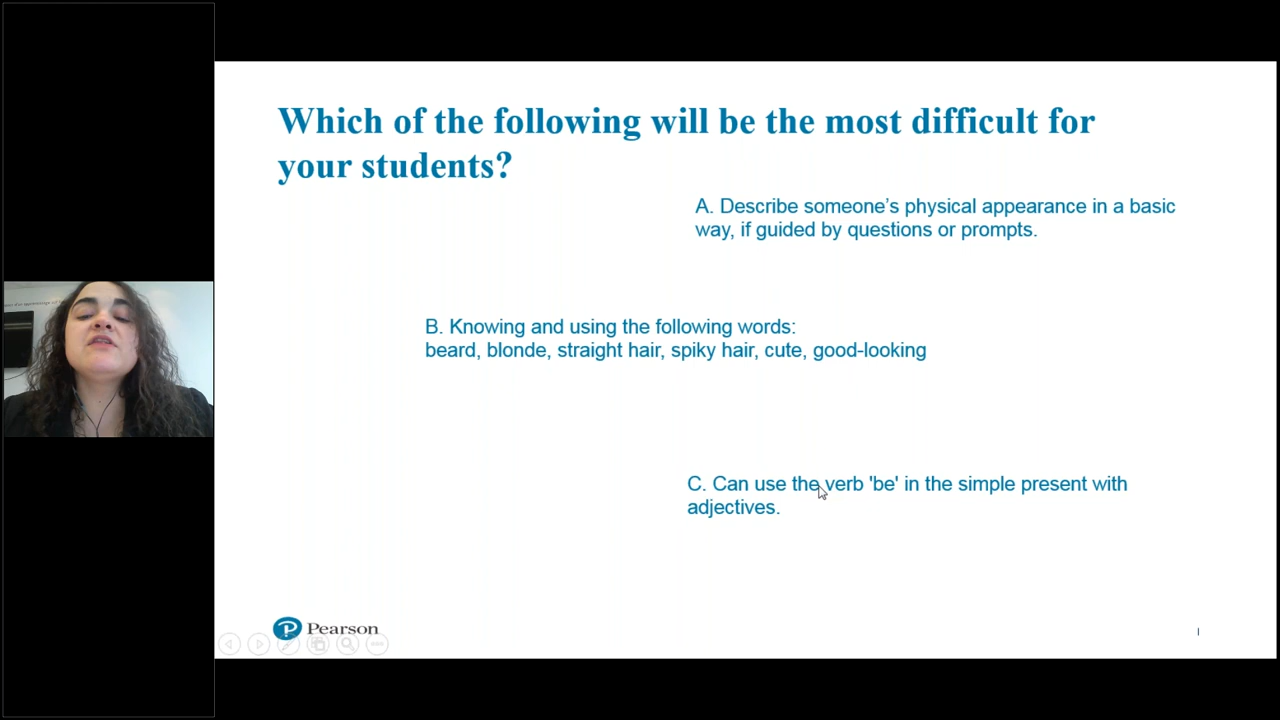 Which of the following will be the most difficult for
your students?
A. Describe someone’s physical appearance in a basic
way, if guided by questions or prompts.
B. Knowing and using the following words:
beard, blonde, straight hair, spiky hair, cute, good-looking
C. Can use the verb 'be' in the simple present with
adjectives.
Pearson